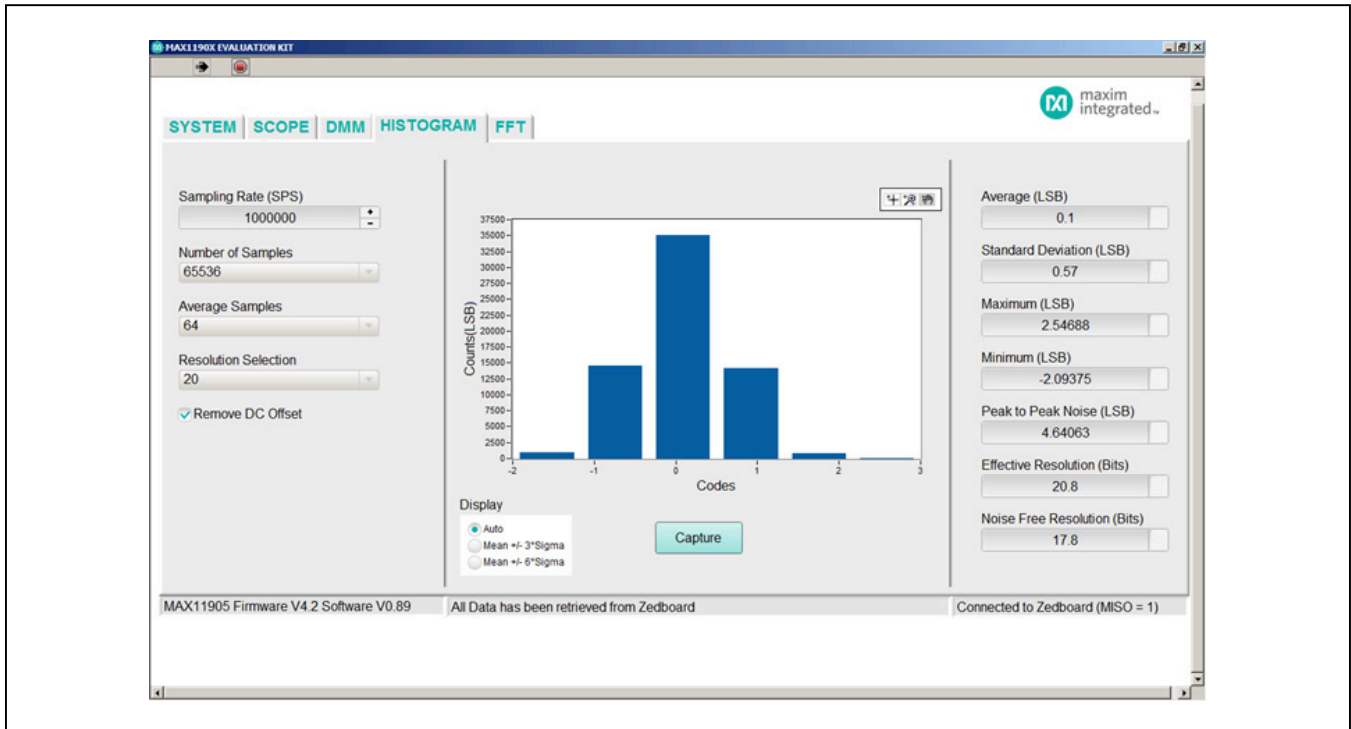 MAX1190X EVALUATION KIT
maxim
integrated™
SYSTEM SCOPE DMM HISTOGRAM FFT
Sampling Rate (SPS)
1000000
Number of Samples
65536
Average Samples
64
Resolution Selection
20
Remove DC Offset
Counts(LSB)
37500
35000
32500
30000
27500
25000
22500
20000
17500
15000
12500
10000
7500
5000
2500
0
-2 -1 0 1 2 3
Codes
Display
Auto
Mean +/- 3*Sigma
Mean +/- 6*Sigma
Capture
Average (LSB)
0.1
Standard Deviation (LSB)
0.57
Maximum (LSB)
2.54688
Minimum (LSB)
-2.09375
Peak to Peak Noise (LSB)
4.64063
Effective Resolution (Bits)
20.8
Noise Free Resolution (Bits)
17.8
MAX11905 Firmware V4.2 Software V0.89
All Data has been retrieved from Zedboard
Connected to Zedboard (MISO = 1)